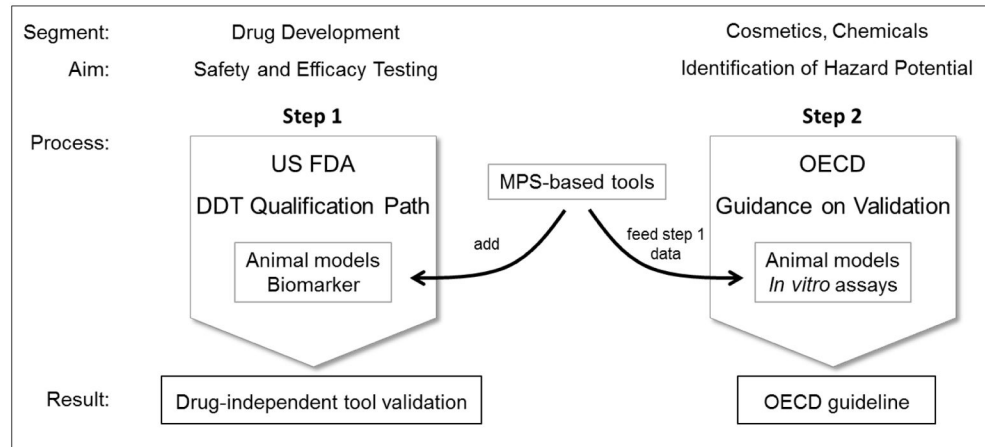 Segment: Drug Development Cosmetics, Chemicals
Aim: Safety and Efficacy Testing Identification of Hazard Potential
Step 1 Step 2
Process:
US FDA
DDT Qualification Path
Animal models
Biomarker
MPS-based tools
add
feed step 1
data
OECD
Guidance on Validation
Animal models
In vitro assays
Result: Drug-independent tool validation OECD guideline